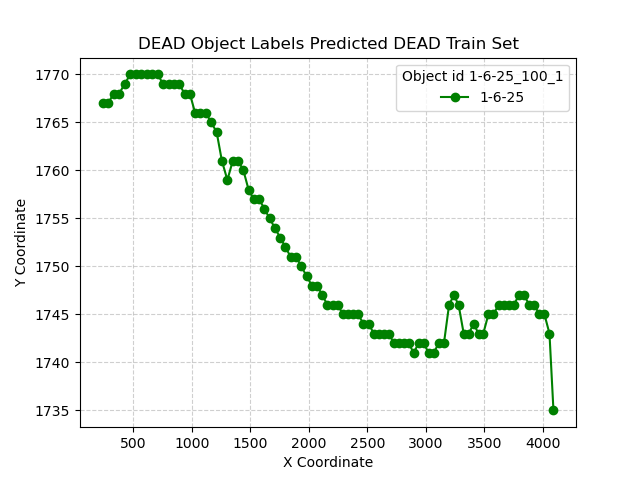 DEAD Object Labels Predicted DEAD Train Set
Object id 1-6-25_100_1
1-6-25
1770
1765
1760
1755
1750
1745
1740
1735
Y Coordinate
500 1000 1500 2000 2500 3000 3500 4000
X Coordinate